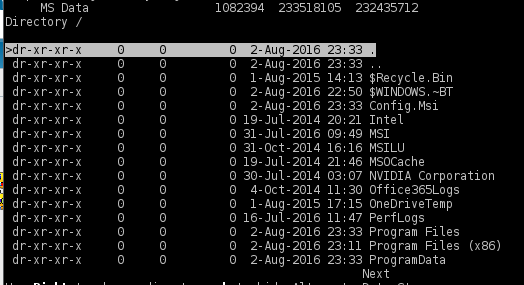 MS Data 1082394 233518105 232435712
Directory /
>dr-xr-xr-x 0 0 0 2-Aug-2016 23:33 .
dr-xr-xr-x 0 0 0 2-Aug-2016 23:33 ..
dr-xr-xr-x 0 0 0 1-Aug-2015 14:13 $Recycle.Bin
dr-xr-xr-x 0 0 0 2-Aug-2016 22:50 $WINDOWS.~BT
dr-xr-xr-x 0 0 0 2-Aug-2016 23:33 Config.Msi
dr-xr-xr-x 0 0 0 19-Jul-2014 20:21 Intel
dr-xr-xr-x 0 0 0 31-Jul-2016 09:49 MSI
dr-xr-xr-x 0 0 0 31-Oct-2014 16:16 MSILU
dr-xr-xr-x 0 0 0 19-Jul-2014 21:46 MSOCache
dr-xr-xr-x 0 0 0 30-Jul-2014 03:07 NVIDIA Corporation
dr-xr-xr-x 0 0 0 4-Oct-2014 11:30 Office365Logs
dr-xr-xr-x 0 0 0 1-Aug-2015 17:15 OneDriveTemp
dr-xr-xr-x 0 0 0 16-Jul-2016 11:47 PerfLogs
dr-xr-xr-x 0 0 0 2-Aug-2016 23:33 Program Files
dr-xr-xr-x 0 0 0 2-Aug-2016 23:11 Program Files (x86)
dr-xr-xr-x 0 0 0 2-Aug-2016 23:33 ProgramData
Next